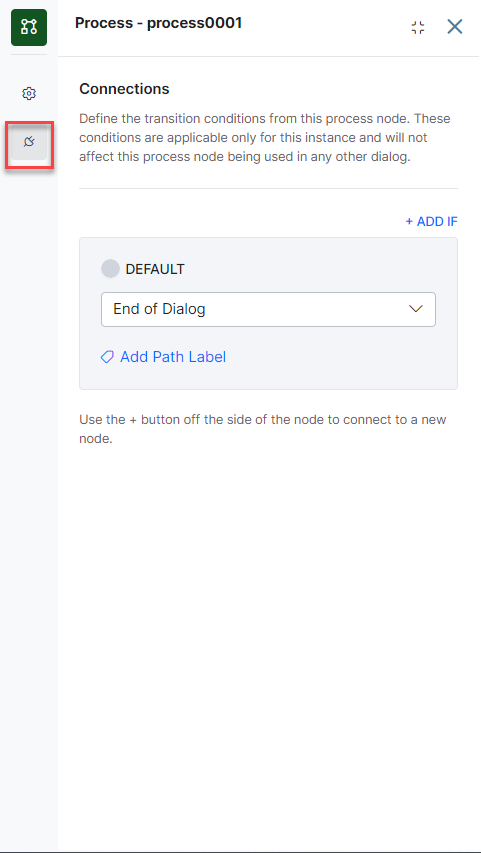 Process - process0001
Connections
Define the transition conditions from this process node. These
conditions are applicable only for this instance and will not
affect this process node being used in any other dialog.
+ ADD IF
DEFAULT
End of Dialog
Add Path Label
Use the + button off the side of the node to connect to a new
node.